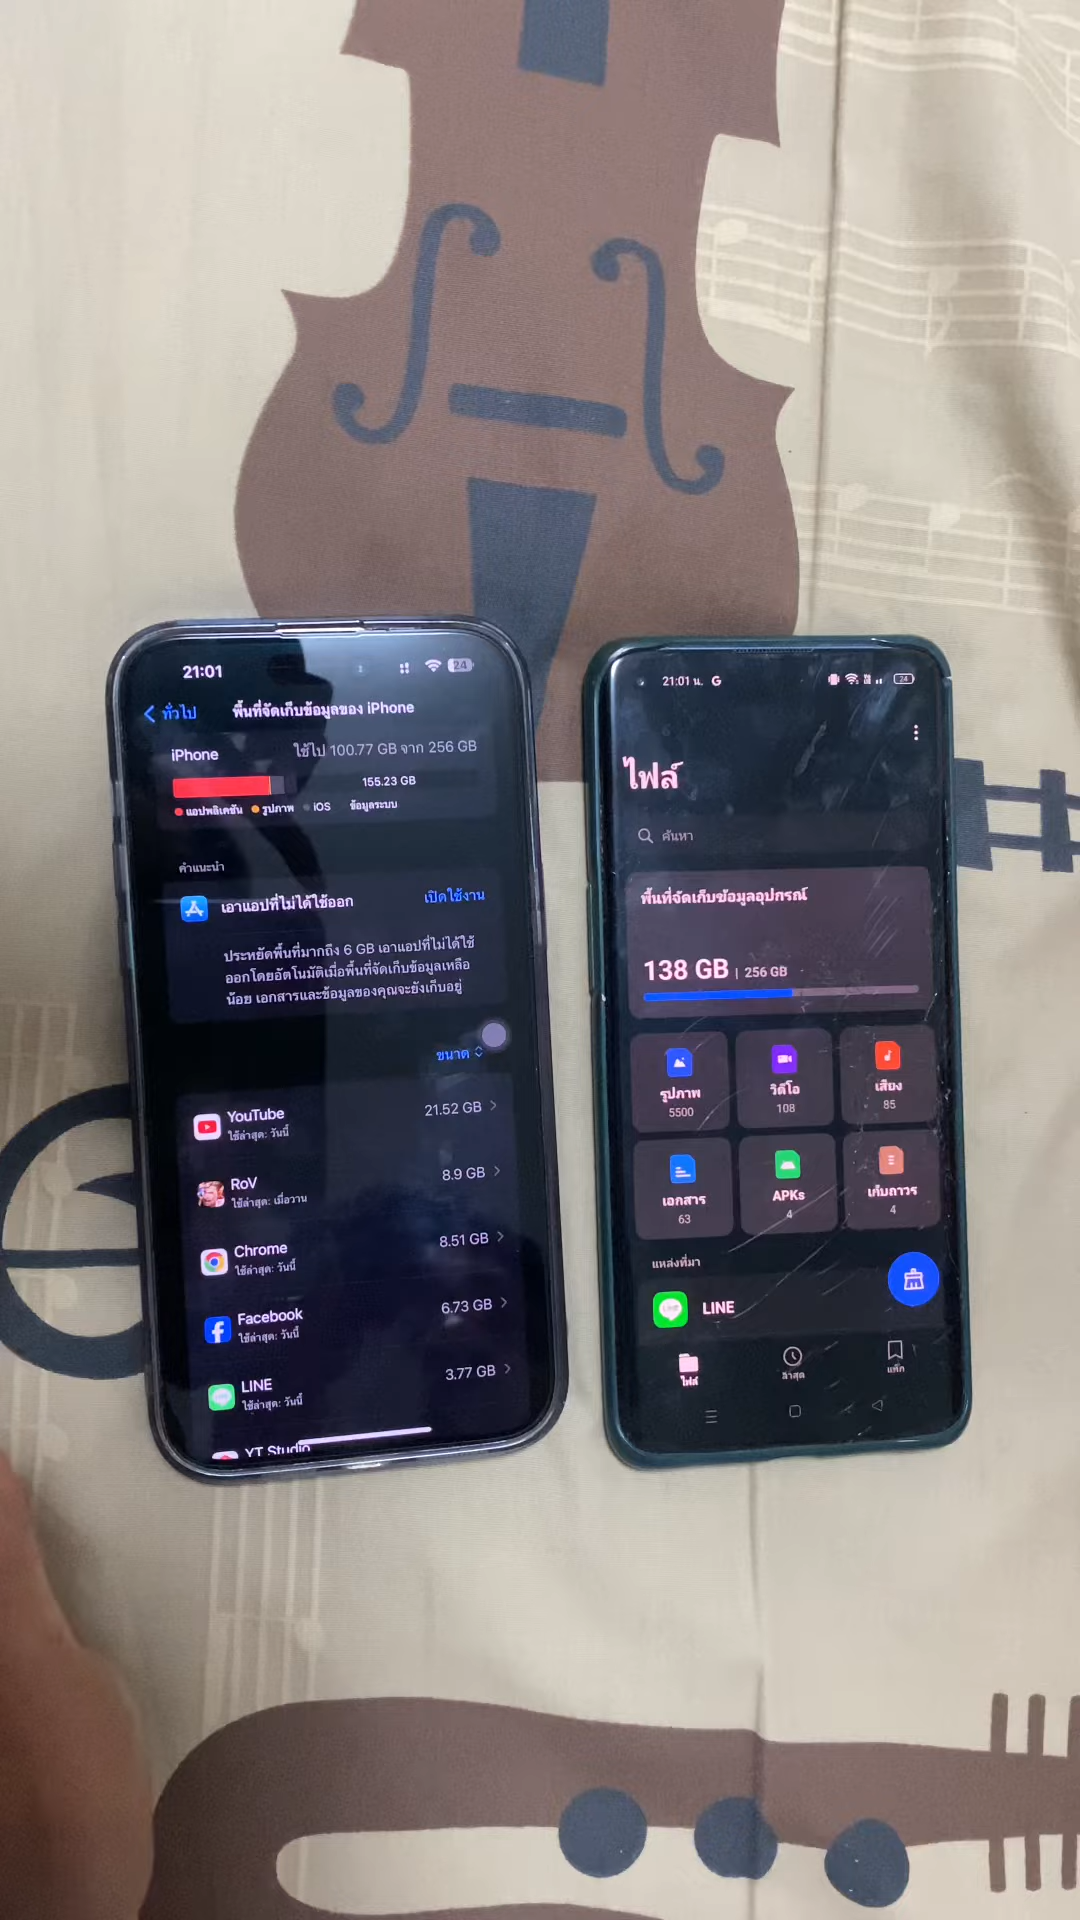 21:01
24
ทั่วไป
พื้นที่จัดเก็บข้อมูลของ iPhone
iPhone
ใช้ไป 100.77 GB จาก 256 GB
155.23 GB
แอปพลิเคชัน รูปภาพ iOS ข้อมูลระบบ
คำแนะนำ
เอาแอปที่ไม่ได้ใช้ออก
เปิดใช้งาน
ประหยัดพื้นที่มากถึง 6 GB เอาแอปที่ไม่ได้ใช้
ออกโดยอัตโนมัติเมื่อพื้นที่จัดเก็บข้อมูลเหลือ
น้อย เอกสารและข้อมูลของคุณจะยังเก็บอยู่
ขนาด
YouTube
21.52 GB
ใช้ล่าสุด: วันนี้
RoV
8.9 GB
ใช้ล่าสุด: เมื่อวาน
Chrome
8.51 GB
ใช้ล่าสุด: วันนี้
Facebook
6.73 GB
ใช้ล่าสุด: วันนี้
LINE
3.77 GB
ใช้ล่าสุด: วันนี้
YT Studio
21:01 น. G
24
ไฟล์
ค้นหา
พื้นที่จัดเก็บข้อมูลอุปกรณ์
138 GB | 256 GB
รูปภาพ
5500
วิดีโอ
108
เสียง
85
เอกสาร
63
APKs
4
เก็บถาวร
4
แหล่งที่มา
LINE
ไฟล์
ล่าสุด
แท็ก